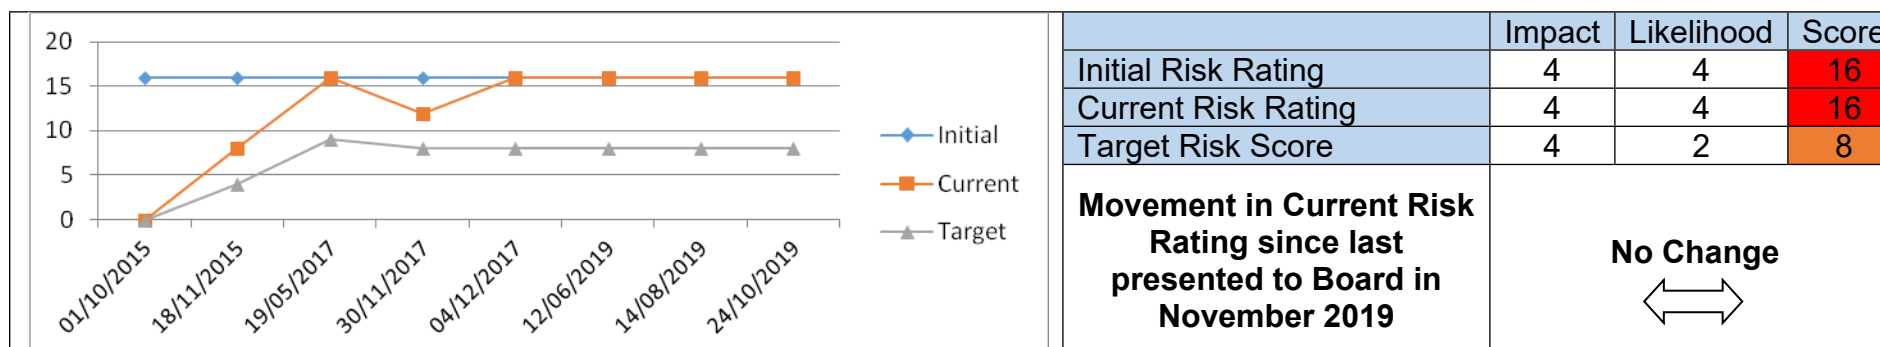 20
15
10
5
0
01/10/2015
18/11/2015
19/05/2017
30/11/2017
04/12/2017
12/06/2019
14/08/2019
24/10/2019
Initial
Current
Target
Impact Likelihood Score
Initial Risk Rating 4 4 16
Current Risk Rating 4 4 16
Target Risk Score 4 2 8
Movement in Current Risk
Rating since last
presented to Board in
November 2019
No Change